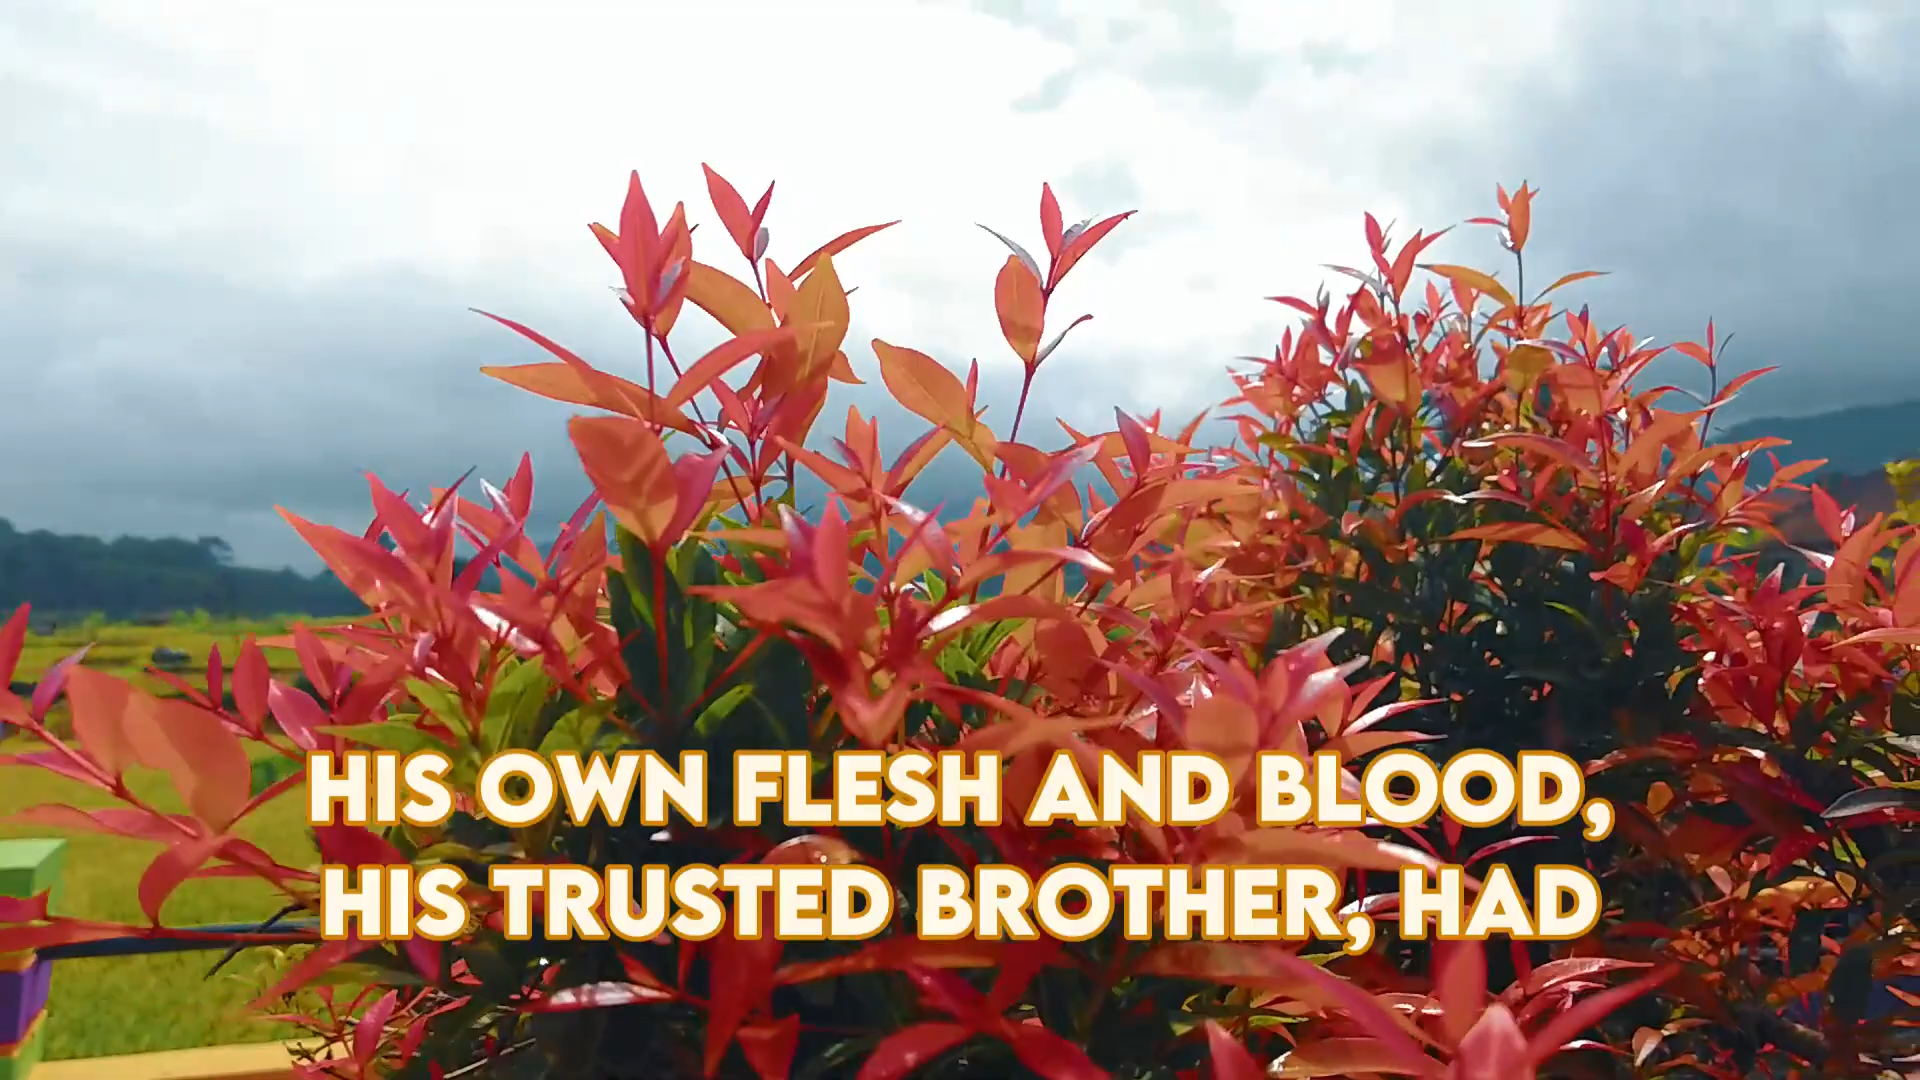 HIS OWN FLESH AND BLOOD,
HIS TRUSTED BROTHER, HAD